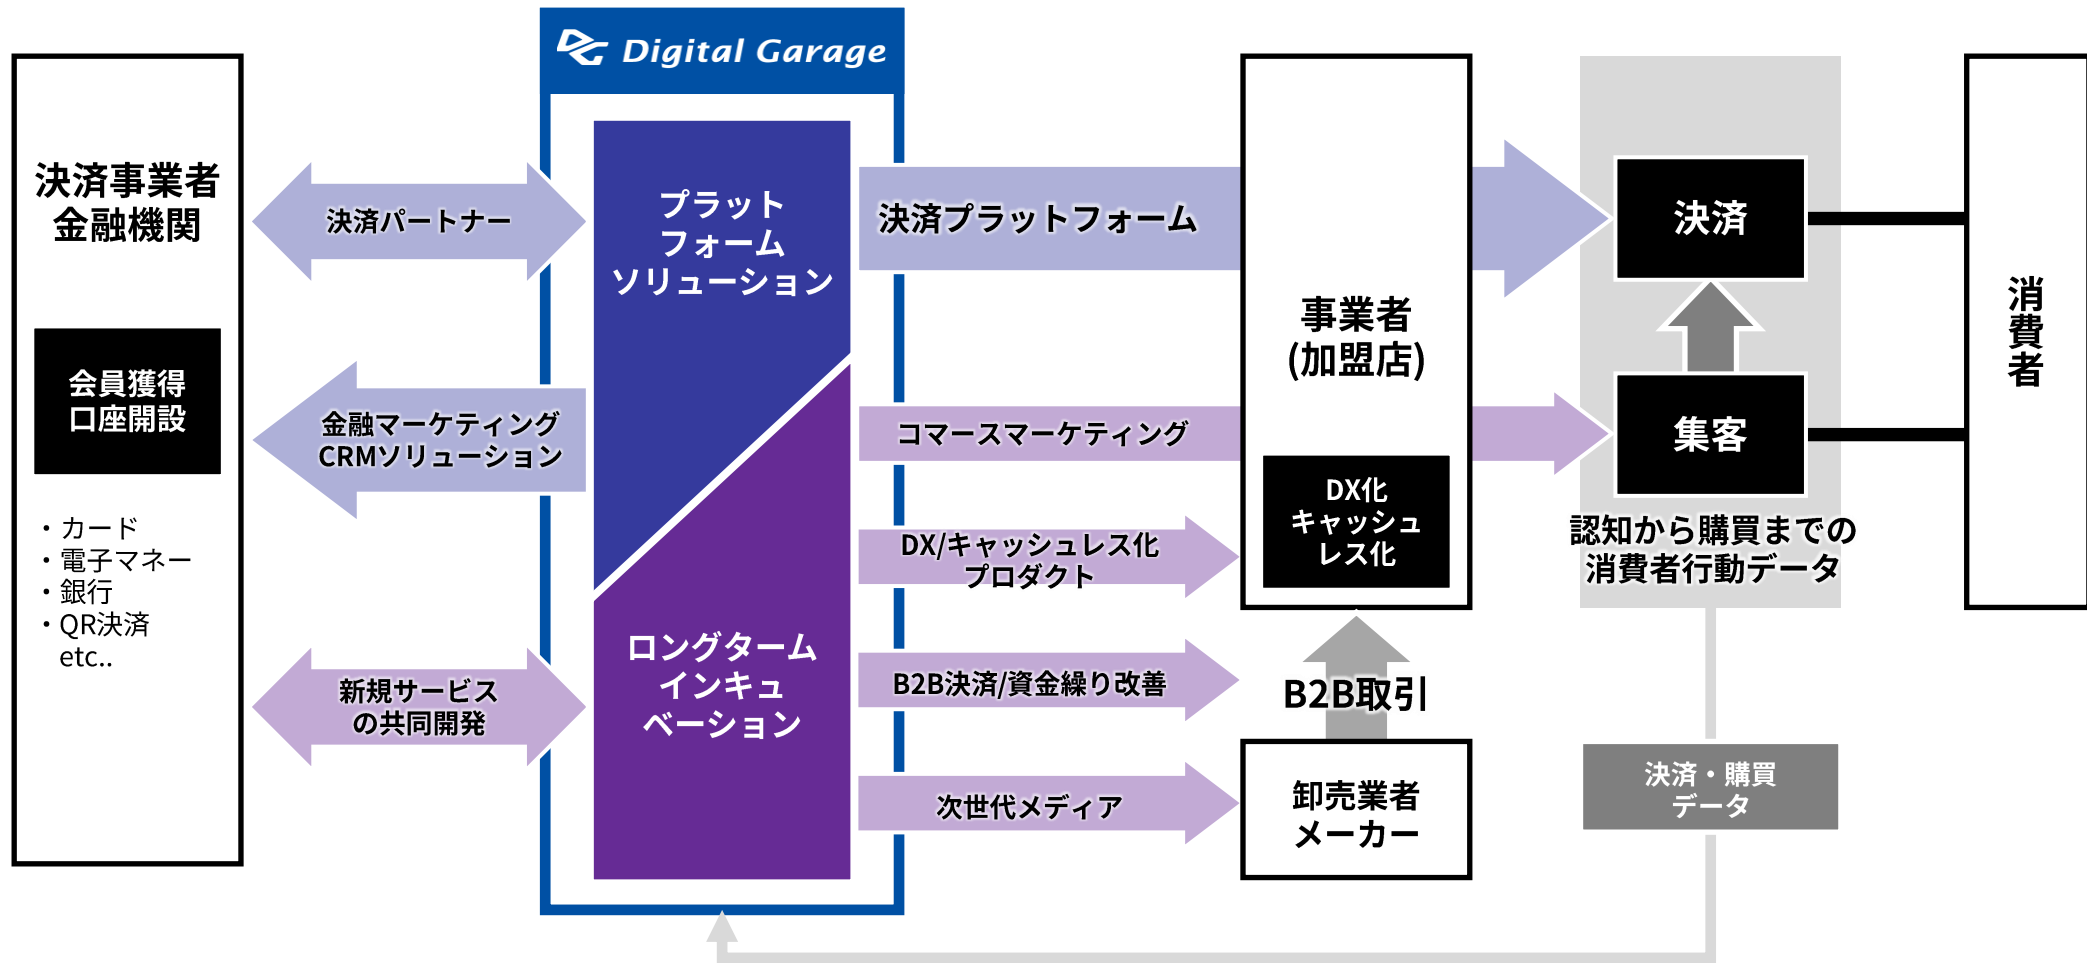 Digital Garage
決済事業者
金融機関
会員獲得
口座開設
・カード
・電子マネー
・銀行
・QR決済
etc..
決済パートナー
金融マーケティング
CRMソリューション
新規サービス
の共同開発
プラット
フォーム
ソリューション
ロングターム
インキュ
ベーション
決済プラットフォーム
コマースマーケティング
DX/キャッシュレス化
プロダクト
B2B決済/資金繰り改善
次世代メディア
事業者
(加盟店)
DX化
キャッシュ
レス化
B2B取引
卸売業者
メーカー
決済
集客
認知から購買までの
消費者行動データ
決済・購買
データ
消費者